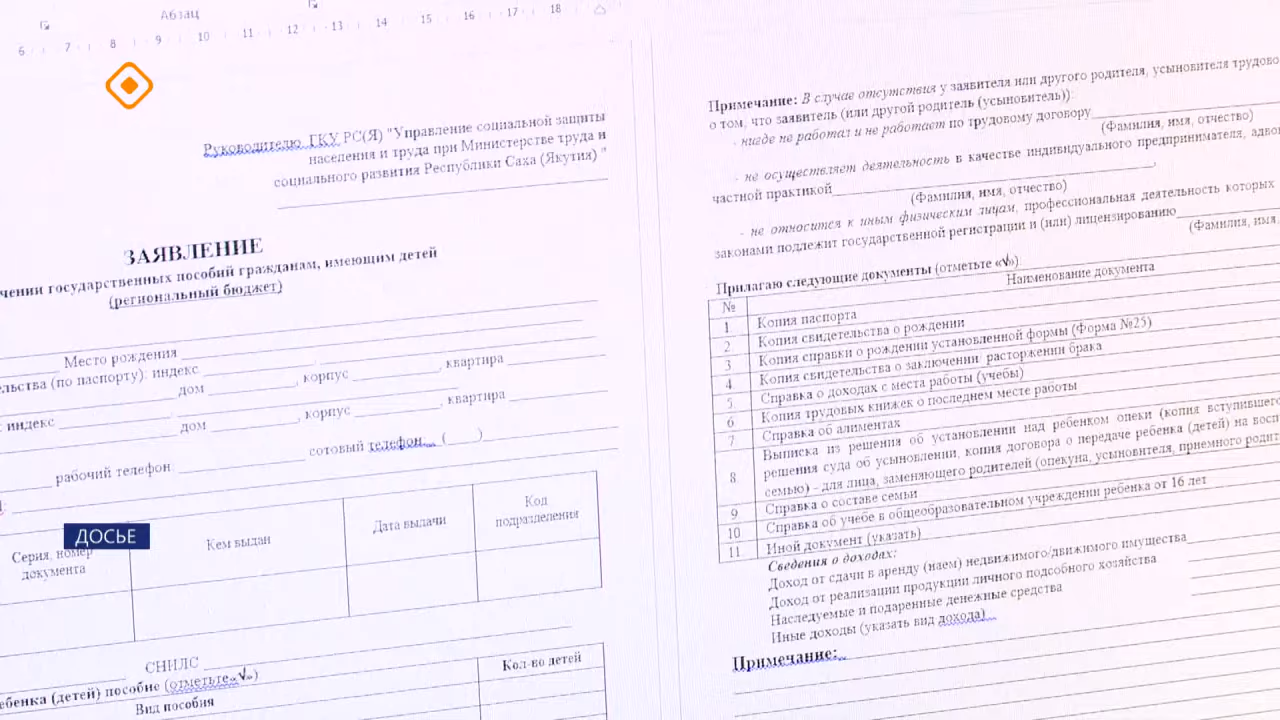 Абзац
6 7 8 9 10 11 12 13 14 15 16 17 18
Руководителю ГКУ РС(Я) "Управление социальной защиты
населения и труда при Министерстве труда и
социального развития Республики Саха (Якутия) "
ЗАЯВЛЕНИЕ
чении государственных пособий гражданам, имеющим детей
(региональный бюджет)
Место рождения
ельства (по паспорту): индекс
дом , корпус , квартира
: индекс
дом , корпус , квартира
рабочий телефон: сотовый телефон: ( )
Серия, номер документа
Кем выдан
Дата выдачи
Код подразделения
ДОСЬЕ
СНИЛС
ебенка (детей) пособие (отметьте«√»)
Вид пособия
Кол-во детей
Примечание: В случае отсутствия у заявителя или другого родителя, усыновителя трудово
о том, что заявитель (или другой родитель (усыновитель)):
- нигде не работал и не работает по трудовому договору
(Фамилия, имя, отчество)
- не осуществляет деятельность в качестве индивидуального предпринимателя, адво
частной практикой ,
(Фамилия, имя, отчество)
- не относится к иным физическим лицам, профессиональная деятельность которых
законами подлежит государственной регистрации и (или) лицензированию
(Фамилия, имя,
Прилагаю следующие документы (отметьте «√»)
№ Наименование документа
1 Копия паспорта
2 Копия свидетельства о рождении
3 Копия справки о рождении установленной формы (Форма №25)
4 Копия свидетельства о заключении/ расторжении брака
5 Справка о доходах с места работы (учебы)
6 Копия трудовых книжек о последнем месте работы
7 Справка об алиментах
8. Выписка из решения об установлении над ребенком опеки (копия вступившего
решения суда об усыновлении, копия договора о передаче ребенка (детей) на восп
семью) - для лица, заменяющего родителей (опекуна, усыновителя, приемного родит
9 Справка о составе семьи
10 Справка об учебе в общеобразовательном учреждении ребенка от 16 лет
11 Иной документ (указать)
Сведения о доходах:
Доход от сдачи в аренду (наем) недвижимого/движимого имущества
Доход от реализации продукции личного подсобного хозяйства
Наследуемые и подаренные денежные средства
Иные доходы (указать вид дохода)
Примечание: